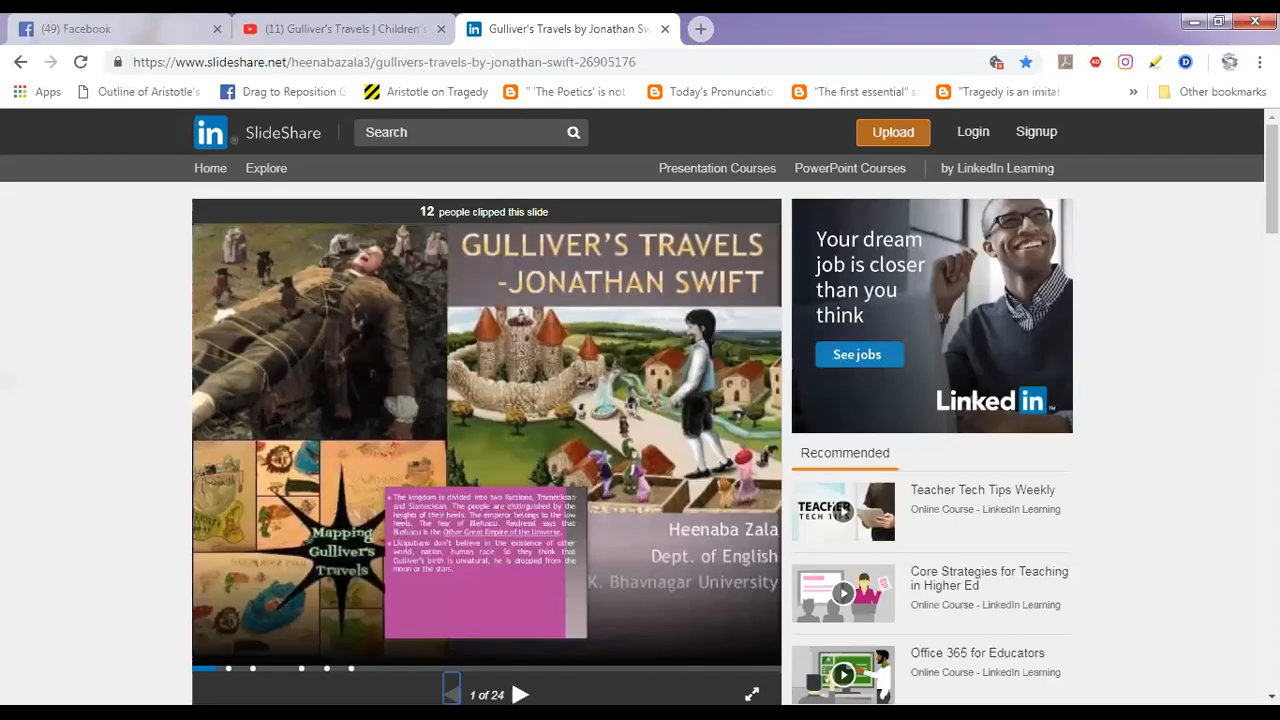 (49) Facebook
(11) Gulliver's Travels | Children's
Gulliver's Travels by Jonathan Sw
https://www.slideshare.net/heenabazala3/gullivers-travels-by-jonathan-swift-26905176
Apps
Outline of Aristotle's
Drag to Reposition C
Aristotle on Tragedy
" 'The Poetics' is not
Today's Pronunciatio
"The first essential" s
"Tragedy is an imitat
»
Other bookmarks
in SlideShare
Search
Upload
Login
Signup
Home
Explore
Presentation Courses
PowerPoint Courses
by LinkedIn Learning
12 people clipped this slide
GULLIVER'S TRAVELS
-JONATHAN SWIFT
Mapping
Gulliver's
Travels
The kingdom is divided into two factions, Tramecksan
and Slamecksan. The people are distinguished by the
heights of their heels. The emperor belongs to the low
heels. The fear of Blefuscu. Reldresal says that
Blefuscu is the Other Great Empire of the Universe.
Lilliputians don't believe in the existence of other
world, nation, human race. So they think that
Gulliver's birth is unnatural, he is dropped from the
moon or the stars.
Heenaba Zala
Dept. of English
K. Bhavnagar University
1 of 24
Your dream
job is closer
than you
think
See jobs
Linked in
Recommended
TEACHER
TECH TIPS
Teacher Tech Tips Weekly
Online Course - LinkedIn Learning
Core Strategies for Teaching
in Higher Ed
Online Course - LinkedIn Learning
Office 365 for Educators
Online Course - LinkedIn Learning